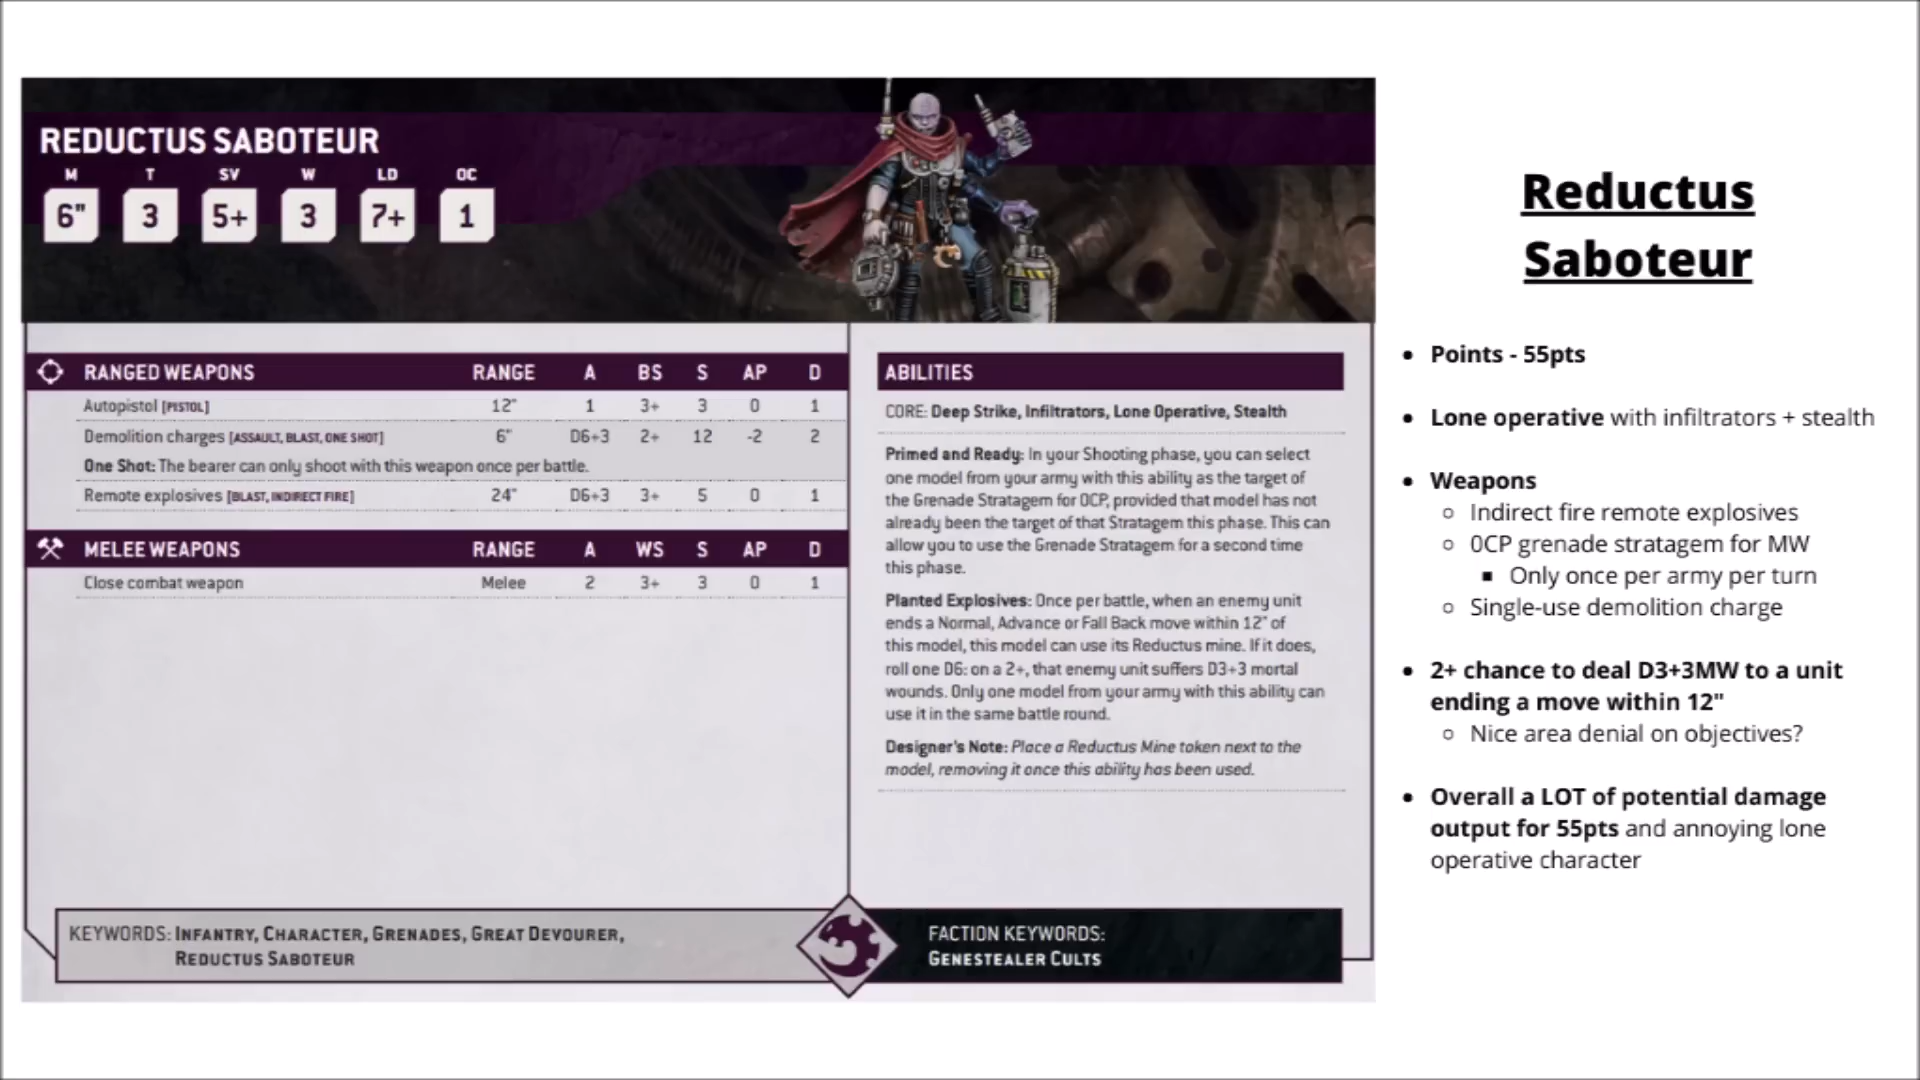 REDUCTUS SABOTEUR
M T SV W LD OC
6" 3 5+ 3 7+ 1
RANGED WEAPONS RANGE A BS S AP D
Autopistol [PISTOL] 12" 1 3+ 3 0 1
Demolition charges [ASSAULT, BLAST, ONE SHOT] 6" D6+3 2+ 12 -2 2
One Shot: The bearer can only shoot with this weapon once per battle.
Remote explosives [BLAST, INDIRECT FIRE] 24" D6+3 3+ 5 0 1
MELEE WEAPONS RANGE A WS S AP D
Close combat weapon Melee 2 3+ 3 0 1
ABILITIES
CORE: Deep Strike, Infiltrators, Lone Operative, Stealth
Primed and Ready: In your Shooting phase, you can select
one model from your army with this ability as the target of
the Grenade Stratagem for 0CP, provided that model has not
already been the target of that Stratagem this phase. This can
allow you to use the Grenade Stratagem for a second time
this phase.
Planted Explosives: Once per battle, when an enemy unit
ends a Normal, Advance or Fall Back move within 12" of
this model, this model can use its Reductus mine. If it does,
roll one D6: on a 2+, that enemy unit suffers D3+3 mortal
wounds. Only one model from your army with this ability can
use it in the same battle round.
Designer's Note: Place a Reductus Mine token next to the
model, removing it once this ability has been used.
KEYWORDS: INFANTRY, CHARACTER, GRENADES, GREAT DEVOURER,
REDUCTUS SABOTEUR
FACTION KEYWORDS:
GENESTEALER CULTS
Reductus
Saboteur
• Points - 55pts
• Lone operative with infiltrators + stealth
• Weapons
○ Indirect fire remote explosives
○ 0CP grenade stratagem for MW
▪ Only once per army per turn
○ Single-use demolition charge
• 2+ chance to deal D3+3MW to a unit
ending a move within 12"
○ Nice area denial on objectives?
• Overall a LOT of potential damage
output for 55pts and annoying lone
operative character